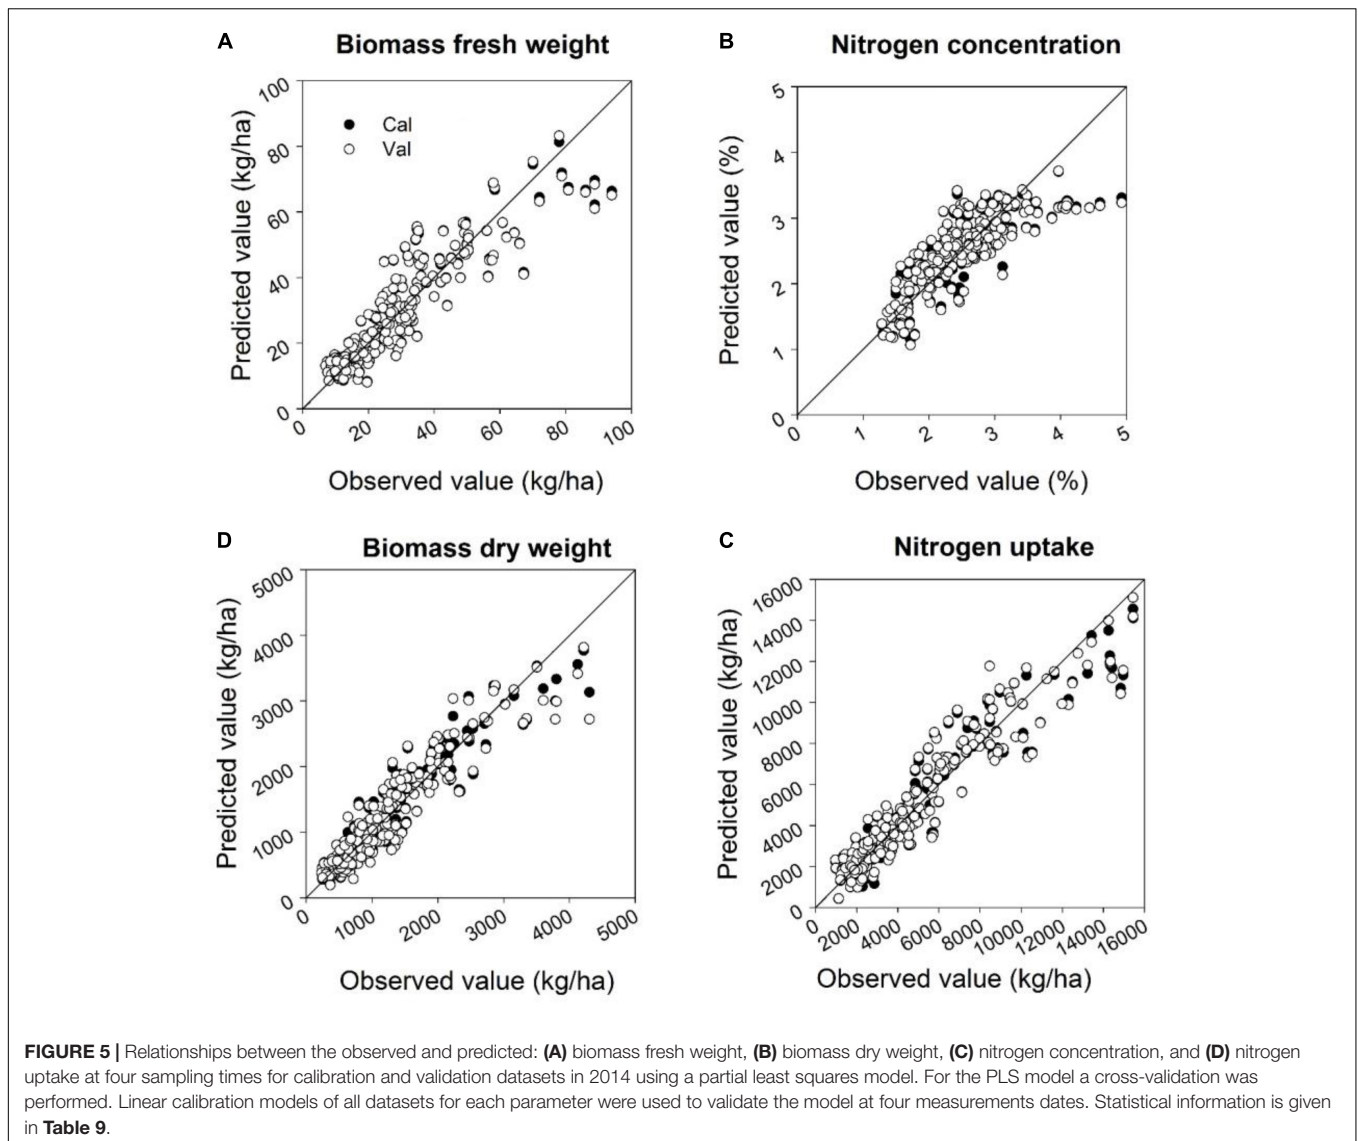 A Biomass fresh weight
100
80
60
40
20
0
Predicted value (kg/ha)
Cal
Val
0 20 40 60 80 100
Observed value (kg/ha)
B Nitrogen concentration
5
4
3
2
1
0
Predicted value (%)
0 1 2 3 4 5
Observed value (%)
D Biomass dry weight
5000
4000
3000
2000
1000
0
Predicted value (kg/ha)
0 1000 2000 3000 4000 5000
Observed value (kg/ha)
C Nitrogen uptake
16000
14000
12000
10000
8000
6000
4000
2000
0
Predicted value (kg/ha)
0 2000 4000 6000 8000 10000 12000 14000 16000
Observed value (kg/ha)
FIGURE 5 | Relationships between the observed and predicted: (A) biomass fresh weight, (B) biomass dry weight, (C) nitrogen concentration, and (D) nitrogen
uptake at four sampling times for calibration and validation datasets in 2014 using a partial least squares model. For the PLS model a cross-validation was
performed. Linear calibration models of all datasets for each parameter were used to validate the model at four measurements dates. Statistical information is given
in Table 9.